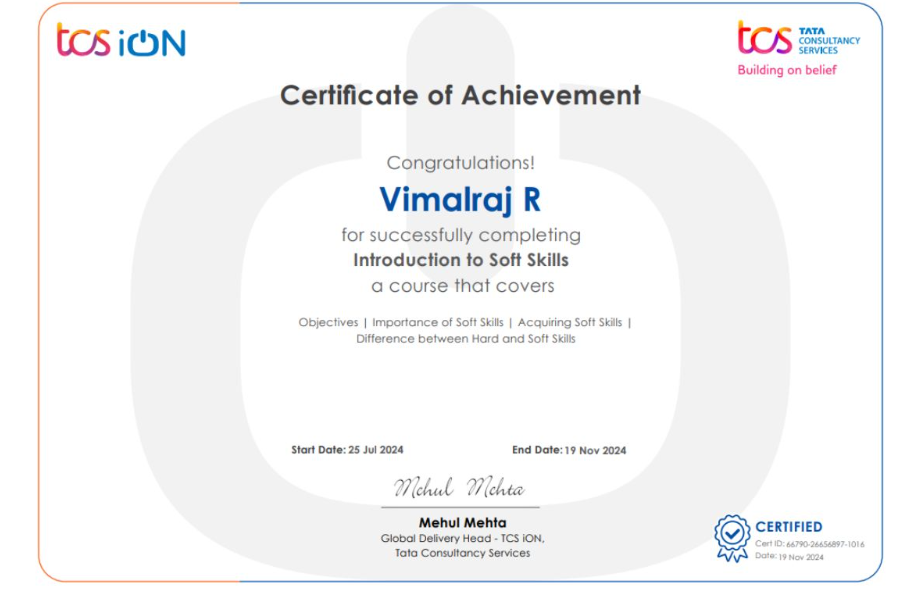 tcs iON
tcs TATA
CONSULTANCY
SERVICES
Building on belief
Certificate of Achievement
Congratulations!
Vimalraj R
for successfully completing
Introduction to Soft Skills
a course that covers
Objectives | Importance of Soft Skills | Acquiring Soft Skills |
Difference between Hard and Soft Skills
Start Date: 25 Jul 2024 End Date: 19 Nov 2024
Mehul Mehta
Mehul Mehta
Global Delivery Head - TCS iON,
Tata Consultancy Services
CERTIFIED
Cert ID: 66790-26656897-1016
Date: 19 Nov 2024